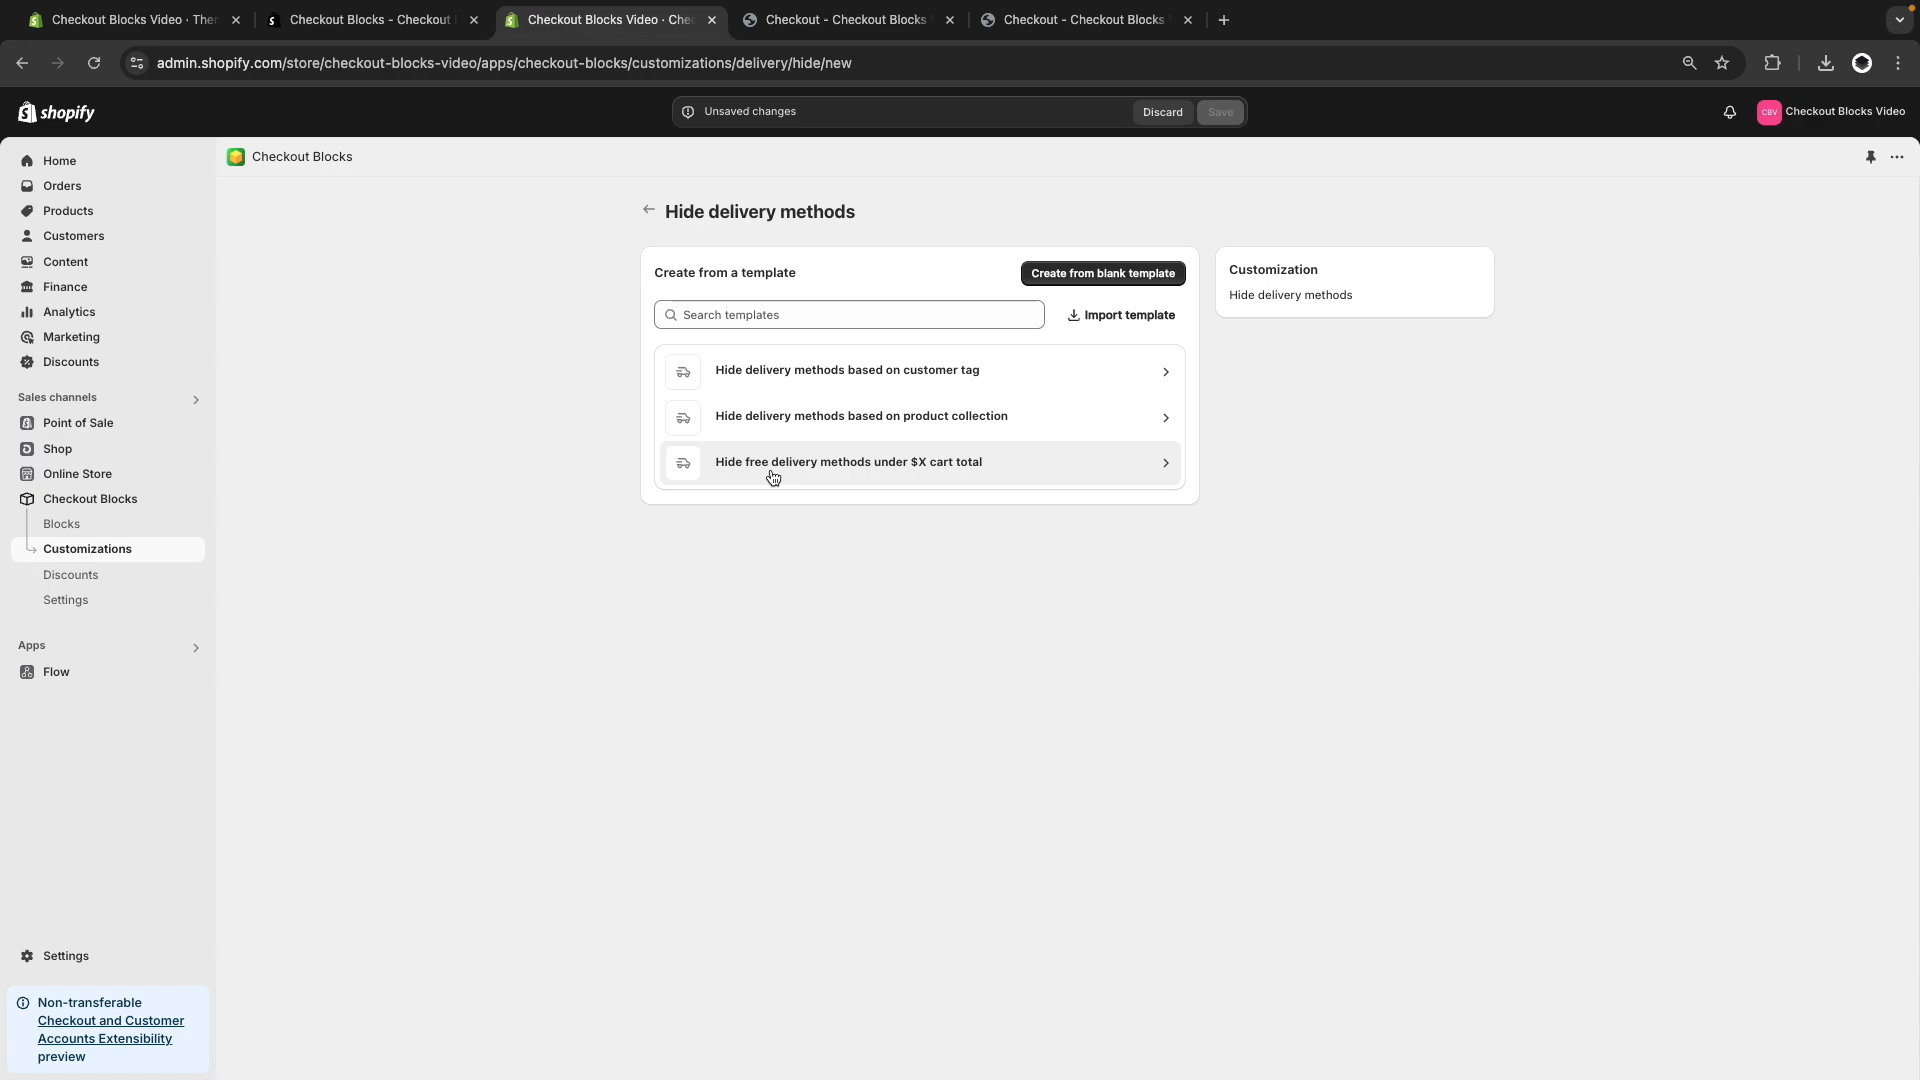 Checkout Blocks Video · Ther
Checkout Blocks - Checkout
Checkout Blocks Video · Che
Checkout - Checkout Blocks
Checkout - Checkout Blocks
admin.shopify.com/store/checkout-blocks-video/apps/checkout-blocks/customizations/delivery/hide/new
shopify
Unsaved changes
Discard
Save
CBV
Checkout Blocks Video
Home
Orders
Products
Customers
Content
Finance
Analytics
Marketing
Discounts
Sales channels
Point of Sale
Shop
Online Store
Checkout Blocks
Blocks
Customizations
Discounts
Settings
Apps
Flow
Settings
Non-transferable
Checkout and Customer
Accounts Extensibility
preview
Checkout Blocks
Hide delivery methods
Create from a template
Create from blank template
Search templates
Import template
Hide delivery methods based on customer tag
Hide delivery methods based on product collection
Hide free delivery methods under $X cart total
Customization
Hide delivery methods